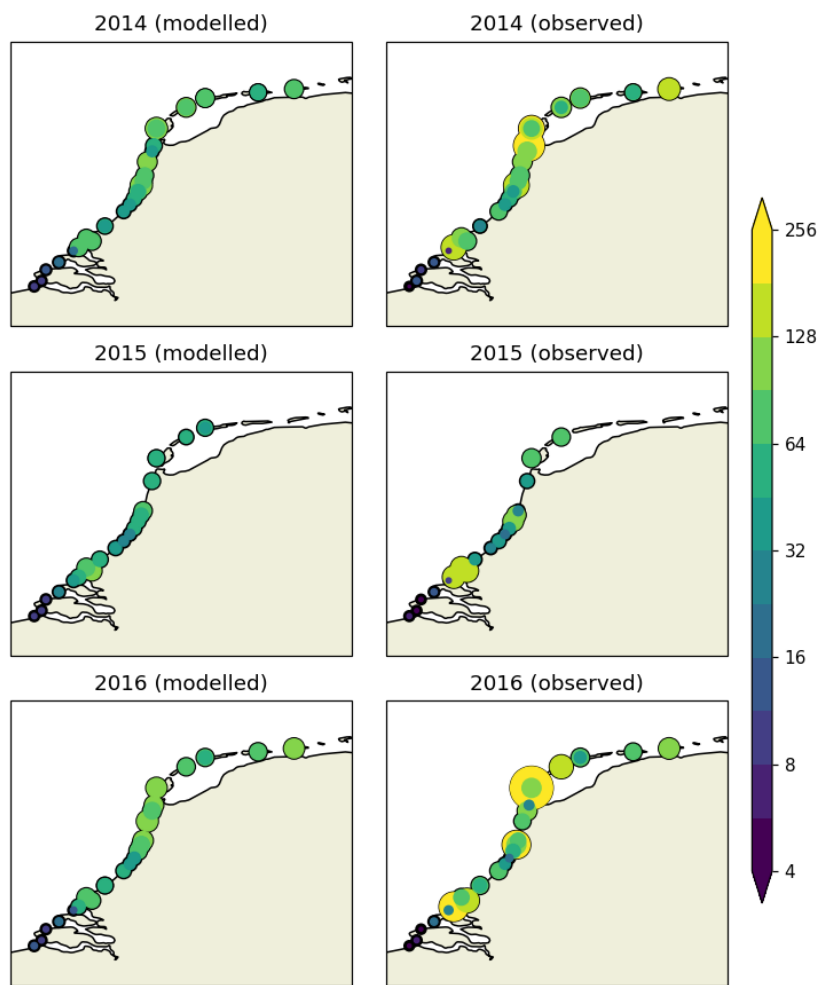 2014 (modelled)
2014 (observed)
2015 (modelled)
2015 (observed)
2016 (modelled)
2016 (observed)
256
128
64
32
16
8
4